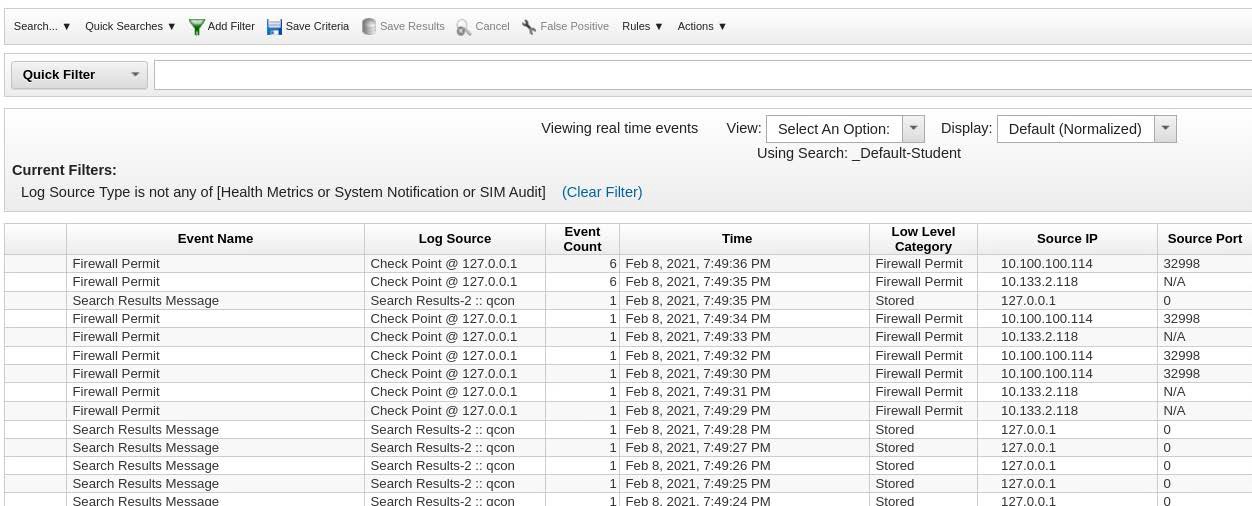 Search... ▼ Quick Searches ▼ Add Filter Save Criteria Save Results Cancel False Positive Rules ▼ Actions ▼
Quick Filter
Viewing real time events View: Select An Option: Display: Default (Normalized)
Using Search: _Default-Student
Current Filters:
Log Source Type is not any of [Health Metrics or System Notification or SIM Audit] (Clear Filter)
Event Name Log Source Event Count Time Low Level Category Source IP Source Port
Firewall Permit Check Point @ 127.0.0.1 6 Feb 8, 2021, 7:49:36 PM Firewall Permit 10.100.100.114 32998
Firewall Permit Check Point @ 127.0.0.1 6 Feb 8, 2021, 7:49:35 PM Firewall Permit 10.133.2.118 N/A
Search Results Message Search Results-2 :: qcon 1 Feb 8, 2021, 7:49:35 PM Stored 127.0.0.1 0
Firewall Permit Check Point @ 127.0.0.1 1 Feb 8, 2021, 7:49:34 PM Firewall Permit 10.100.100.114 32998
Firewall Permit Check Point @ 127.0.0.1 1 Feb 8, 2021, 7:49:33 PM Firewall Permit 10.133.2.118 N/A
Firewall Permit Check Point @ 127.0.0.1 1 Feb 8, 2021, 7:49:32 PM Firewall Permit 10.100.100.114 32998
Firewall Permit Check Point @ 127.0.0.1 1 Feb 8, 2021, 7:49:30 PM Firewall Permit 10.100.100.114 32998
Firewall Permit Check Point @ 127.0.0.1 1 Feb 8, 2021, 7:49:31 PM Firewall Permit 10.133.2.118 N/A
Firewall Permit Check Point @ 127.0.0.1 1 Feb 8, 2021, 7:49:29 PM Firewall Permit 10.133.2.118 N/A
Search Results Message Search Results-2 :: qcon 1 Feb 8, 2021, 7:49:28 PM Stored 127.0.0.1 0
Search Results Message Search Results-2 :: qcon 1 Feb 8, 2021, 7:49:27 PM Stored 127.0.0.1 0
Search Results Message Search Results-2 :: qcon 1 Feb 8, 2021, 7:49:26 PM Stored 127.0.0.1 0
Search Results Message Search Results-2 :: qcon 1 Feb 8, 2021, 7:49:25 PM Stored 127.0.0.1 0
Search Results Message Search Results-2 :: qcon 1 Feb 8, 2021, 7:49:24 PM Stored 127.0.0.1 0